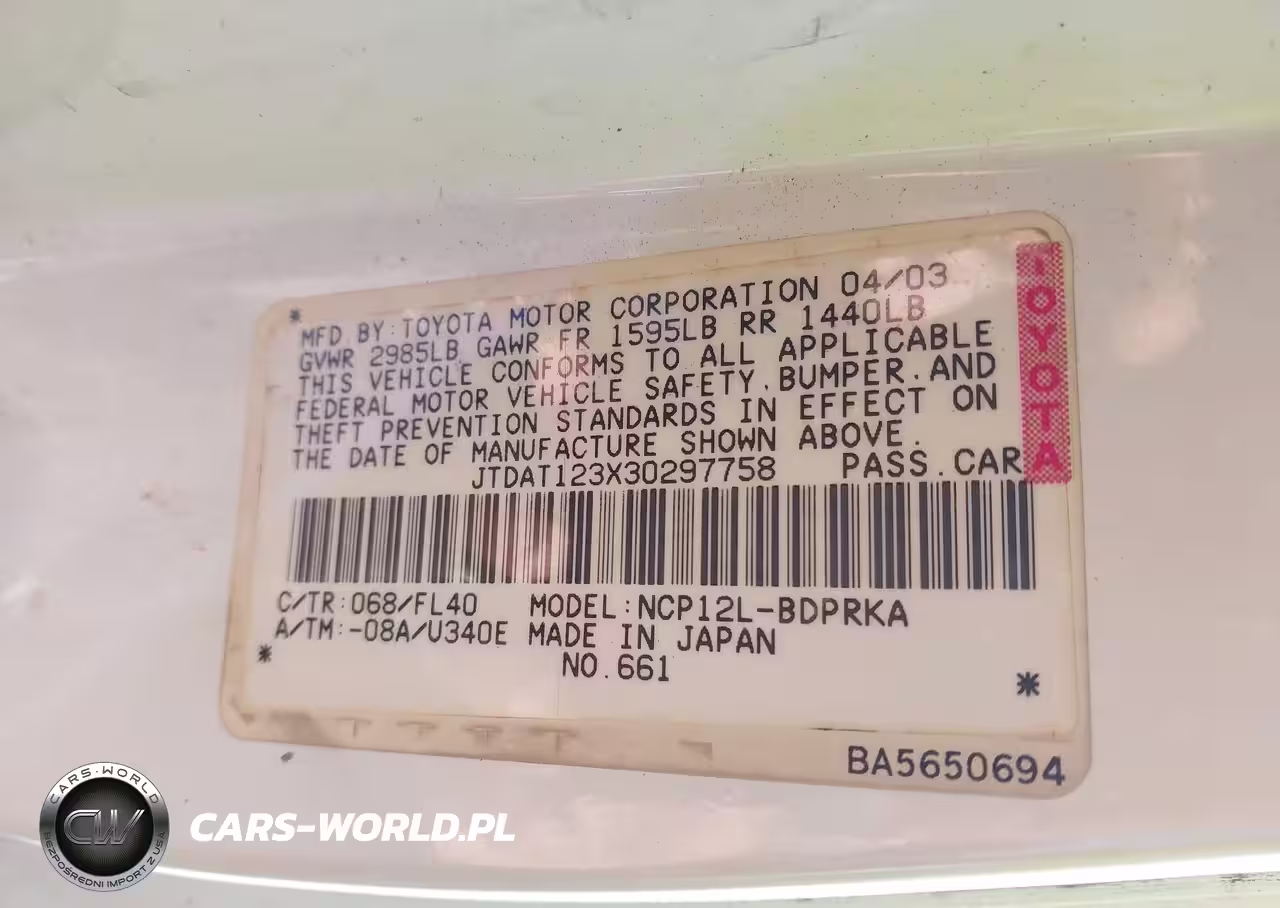 * MFD BY:TOYOTA MOTOR CORPORATION 04/03
GVWR 2985LB GAWR FR 1595LB RR 1440LB
THIS VEHICLE CONFORMS TO ALL APPLICABLE
FEDERAL MOTOR VEHICLE SAFETY,BUMPER,AND
THEFT PREVENTION STANDARDS IN EFFECT ON
THE DATE OF MANUFACTURE SHOWN ABOVE.
JTDAT123X30297758 PASS.CAR
TOYOTA
C/TR:068/FL40 MODEL:NCP12L-BDPRKA
A/TM:-08A/U340E MADE IN JAPAN
* NO.661 *
BA5650694
CARS-WORLD
CW
BEZPOŚREDNI IMPORT Z USA
CARS-WORLD.PL